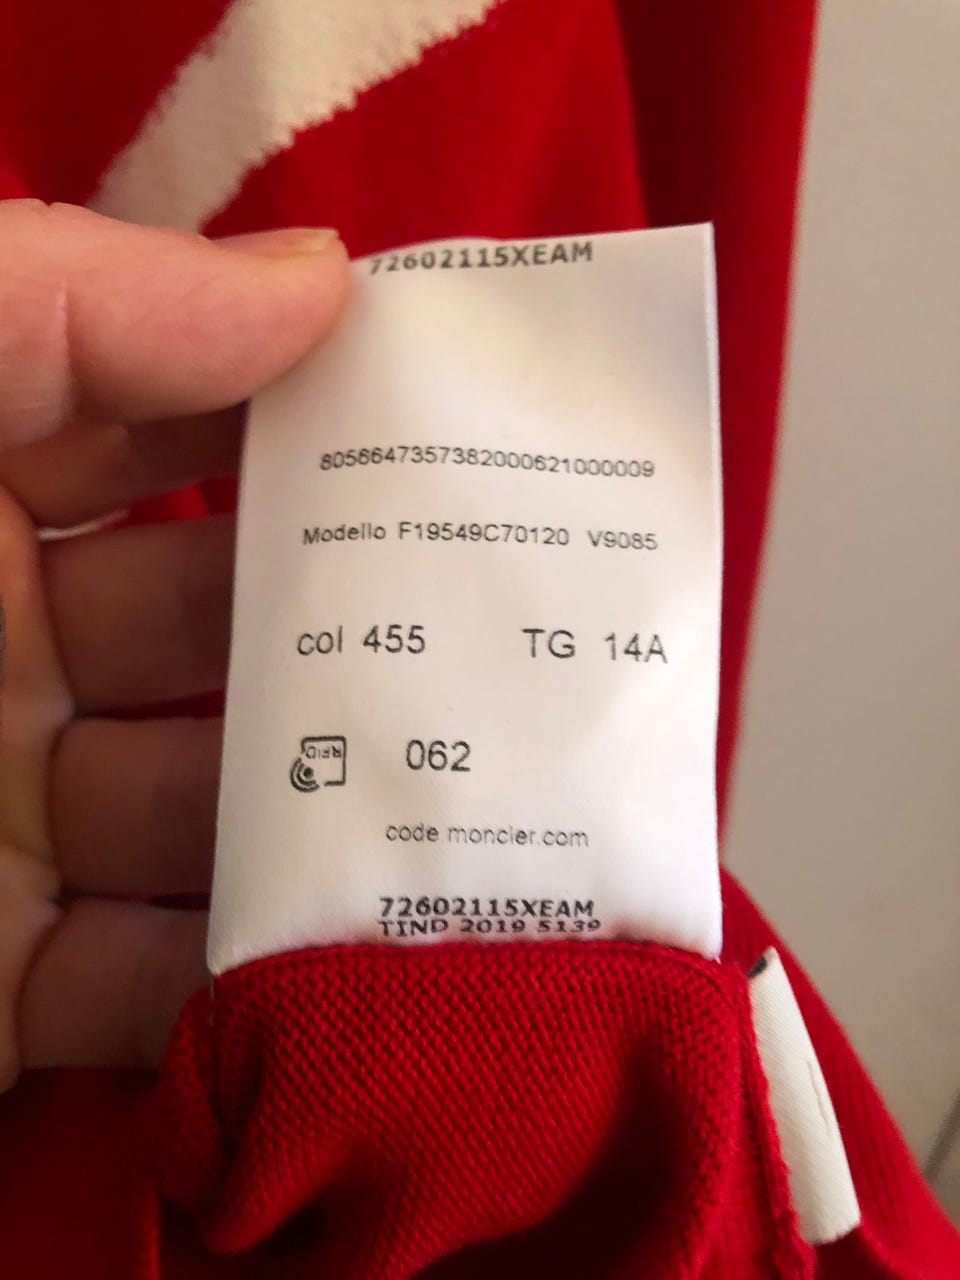 72602115XEAM
8056647357382000621000009
Modello F19549C70120 V9085
col 455 TG 14A
RFID 062
code.moncler.com
72602115XEAM
TIND 2019 5139